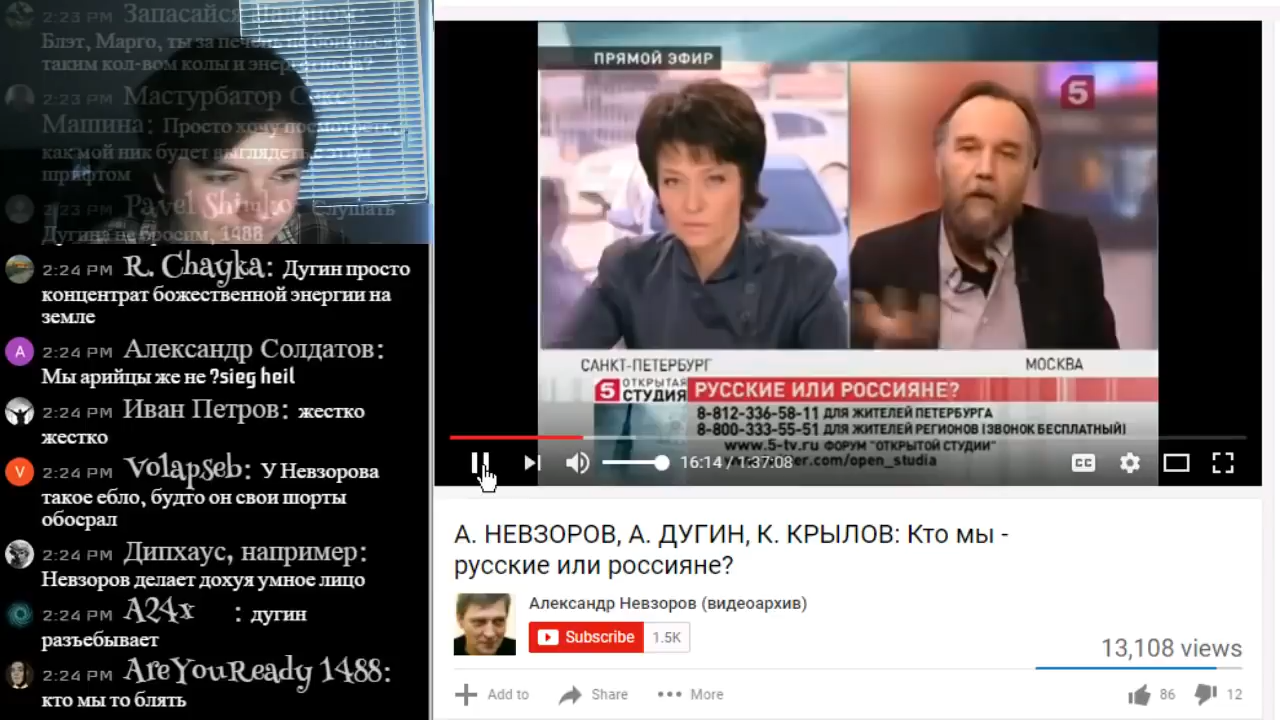 2:23 PM Запасайся
Блэт, Марго, ты за печень не боишься с
таким кол-вом колы и энергетиков?
2:23 PM Мастурбатор Секс
Машина: Просто хочу посмотреть,
как мой ник будет выглядеть с этим
шрифтом
2:23 PM Pavel Shimko Слушать
Дугина не бросим, 1488
2:24 PM R. Chayka: Дугин просто
концентрат божественной энергии на
земле
A 2:24 PM Александр Солдатов:
Мы арийцы же не ?sieg heil
2:24 PM Иван Петров: жестко
жестко
V 2:24 PM Volapseb: У Невзорова
такое ебло, будто он свои шорты
обосрал
2:24 PM Дипхаус, например:
Невзоров делает дохуя умное лицо
2:24 PM A24x : дугин
разъебывает
2:24 PM AreYouReady 1488:
кто мы то блять
ПРЯМОЙ ЭФИР
5
САНКТ-ПЕТЕРБУРГ МОСКВА
5 ОТКРЫТАЯ СТУДИЯ РУССКИЕ ИЛИ РОССИЯНЕ?
8-812-336-58-11 ДЛЯ ЖИТЕЛЕЙ ПЕТЕРБУРГА
8-800-333-55-51 ДЛЯ ЖИТЕЛЕЙ РЕГИОНОВ (ЗВОНОК БЕСПЛАТНЫЙ)
www.5-tv.ru ФОРУМ "ОТКРЫТОЙ СТУДИИ"
.com/open_studia
16:14 / 1:37:08 CC
А. НЕВЗОРОВ, А. ДУГИН, К. КРЫЛОВ: Кто мы -
русские или россияне?
Александр Невзоров (видеоархив)
Subscribe 1.5K
13,108 views
Add to Share More 86 12